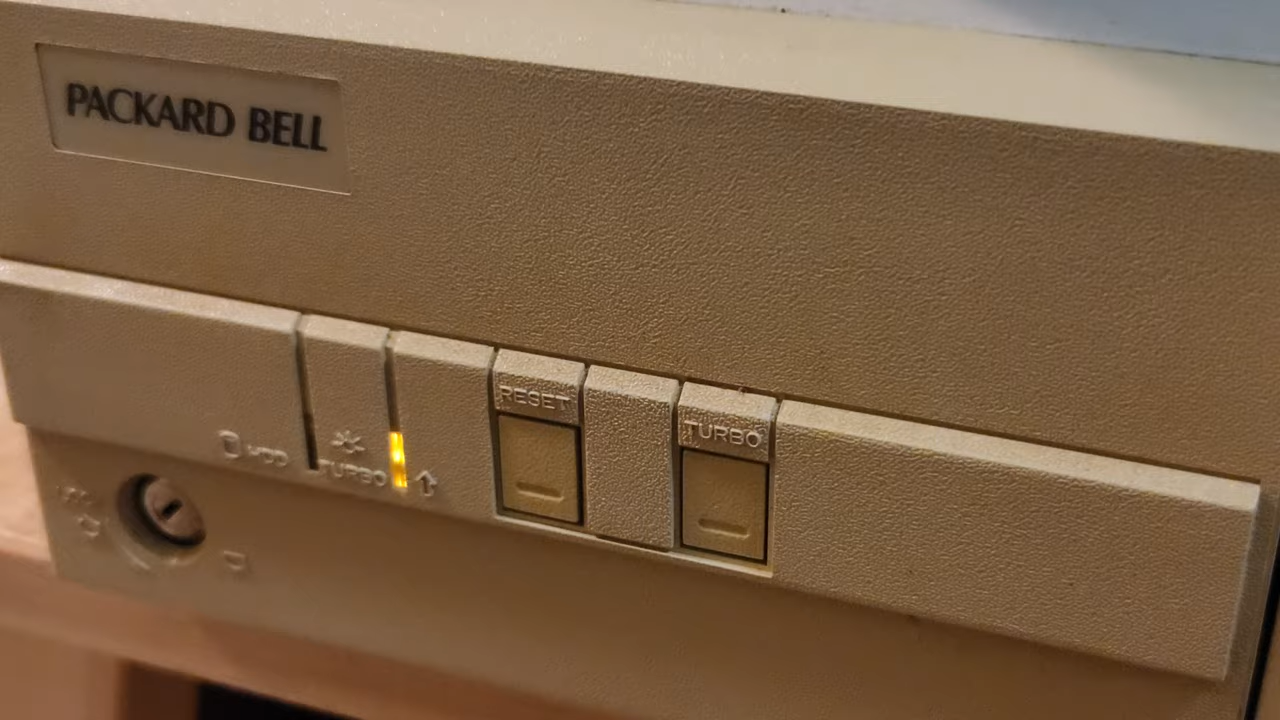 PACKARD BELL
RESET
TURBO
HDD
TURBO